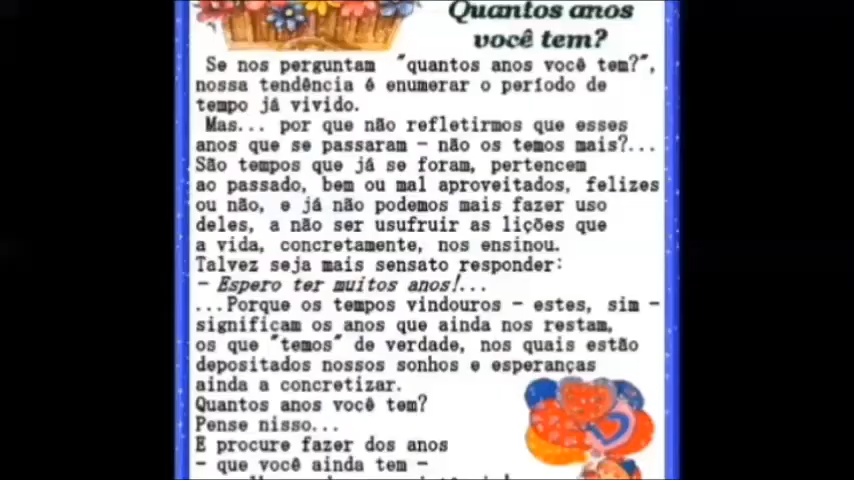 Quantos anos
você tem?
Se nos perguntam "quantos anos você tem?",
nossa tendência é enumerar o período de
tempo já vivido.
Mas... por que não refletirmos que esses
anos que se passaram - não os temos mais?...
São tempos que já se foram, pertencem
ao passado, bem ou mal aproveitados, felizes
ou não, e já não podemos mais fazer uso
deles, a não ser usufruir as lições que
a vida, concretamente, nos ensinou.
Talvez seja mais sensato responder:
- Espero ter muitos anos!...
...Porque os tempos vindouros - estes, sim -
significam os anos que ainda nos restam,
os que "temos" de verdade, nos quais estão
depositados nossos sonhos e esperanças
ainda a concretizar.
Quantos anos você tem?
Pense nisso...
E procure fazer dos anos
- que você ainda tem -